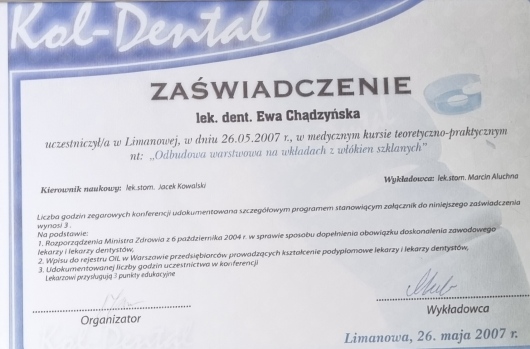 Kol-Dental
ZAŚWIADCZENIE
lek. dent. Ewa Chądzyńska
uczestniczył/a w Limanowej, w dniu 26.05.2007 r., w medycznym kursie teoretyczno-praktycznym
nt: „Odbudowa warstwowa na wkładach z włókien szklanych”
Kierownik naukowy: lek.stom. Jacek Kowalski
Wykładowca: lek.stom. Marcin Aluchna
Liczba godzin zegarowych konferencji udokumentowana szczegółowym programem stanowiącym załącznik do niniejszego zaświadczenia
wynosi 3 .
Na podstawie:
1. Rozporządzenia Ministra Zdrowia z 6 października 2004 r. w sprawie sposobu dopełnienia obowiązku doskonalenia zawodowego
lekarzy i lekarzy dentystów,
2. Wpisu do rejestru OIL w Warszawie przedsiębiorców prowadzących kształcenie podyplomowe lekarzy i lekarzy dentystów,
3. Udokumentowanej liczby godzin uczestnictwa w konferencji
Lekarzowi przysługują 3 punkty edukacyjne
Organizator
Wykładowca
Limanowa, 26. maja 2007 r.
Kol-Dental